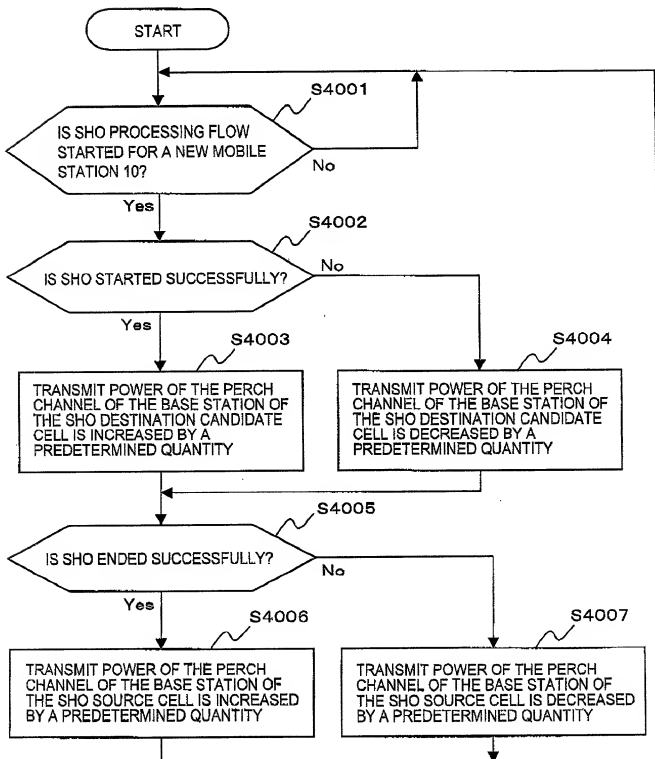 START
S4001
IS SHO PROCESSING FLOW
STARTED FOR A NEW MOBILE
STATION 10?
No
Yes
S4002
IS SHO STARTED SUCCESSFULLY?
No
Yes
S4003
TRANSMIT POWER OF THE PERCH
CHANNEL OF THE BASE STATION OF
THE SHO DESTINATION CANDIDATE
CELL IS INCREASED BY A
PREDETERMINED QUANTITY
S4004
TRANSMIT POWER OF THE PERCH
CHANNEL OF THE BASE STATION OF
THE SHO DESTINATION CANDIDATE
CELL IS DECREASED BY A
PREDETERMINED QUANTITY
S4005
IS SHO ENDED SUCCESSFULLY?
No
Yes
S4006
TRANSMIT POWER OF THE PERCH
CHANNEL OF THE BASE STATION OF
THE SHO SOURCE CELL IS INCREASED
BY A PREDETERMINED QUANTITY
S4007
TRANSMIT POWER OF THE PERCH
CHANNEL OF THE BASE STATION OF
THE SHO SOURCE CELL IS DECREASED
BY A PREDETERMINED QUANTITY